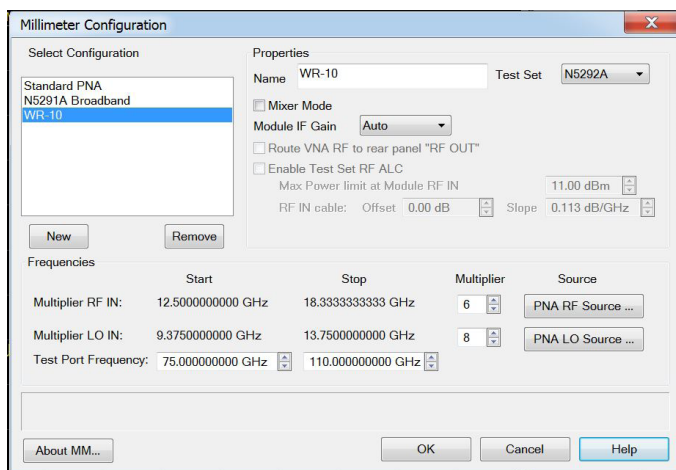 Millimeter Configuration
X
Select Configuration
Standard PNA
N5291A Broadband
WR-10
New Remove
Properties
Name WR-10 Test Set N5292A
Mixer Mode
Module IF Gain Auto
Route VNA RF to rear panel "RF OUT"
Enable Test Set RF ALC
Max Power limit at Module RF IN 11.00 dBm
RF IN cable: Offset 0.00 dB Slope 0.113 dB/GHz
Frequencies
Start Stop Multiplier Source
Multiplier RF IN: 12.5000000000 GHz 18.3333333333 GHz 6 PNA RF Source ...
Multiplier LO IN: 9.3750000000 GHz 13.7500000000 GHz 8 PNA LO Source ...
Test Port Frequency: 75.000000000 GHz 110.000000000 GHz
About MM... OK Cancel Help